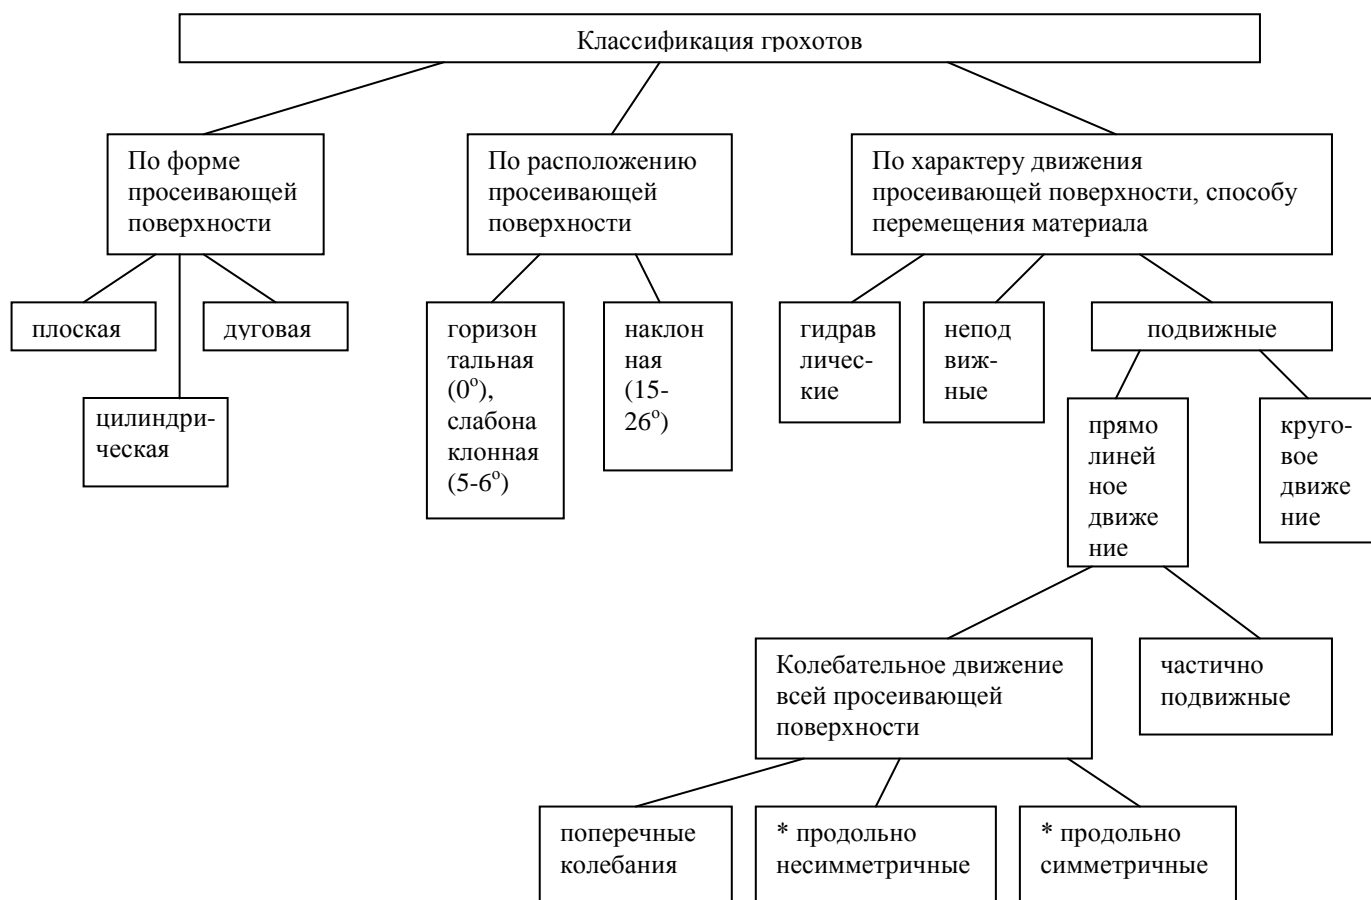 Классификация грохотов
По форме
просеивающей
поверхности
По расположению
просеивающей
поверхности
По характеру движения
просеивающей поверхности, способу
перемещения материала
плоская
дуговая
цилиндри-
ческая
горизон
тальная
(0°),
слабона
клонная
(5-6°)
наклон
ная
(15-
26°)
гидрав
личес-
кие
непод
виж-
ные
подвижные
прямо
линей
ное
движе
ние
круго-
вое
движе
ние
Колебательное движение
всей просеивающей
поверхности
частично
подвижные
поперечные
колебания
* продольно
несимметричные
* продольно
симметричные